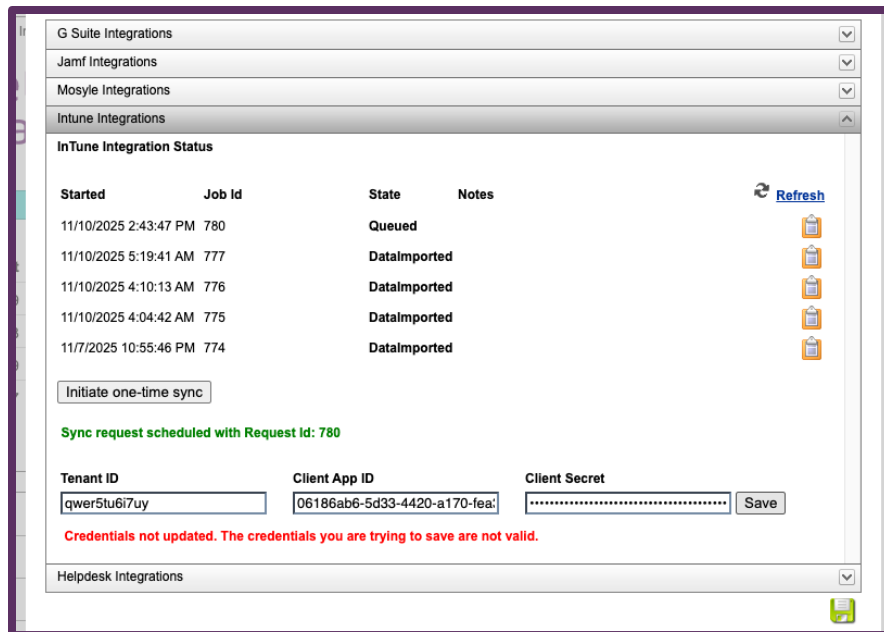 G Suite Integrations
Jamf Integrations
Mosyle Integrations
Intune Integrations
InTune Integration Status
Started Job Id State Notes Refresh
11/10/2025 2:43:47 PM 780 Queued
11/10/2025 5:19:41 AM 777 DataImported
11/10/2025 4:10:13 AM 776 DataImported
11/10/2025 4:04:42 AM 775 DataImported
11/7/2025 10:55:46 PM 774 DataImported
Initiate one-time sync
Sync request scheduled with Request Id: 780
Tenant ID Client App ID Client Secret
qwer5tu6i7uy 06186ab6-5d33-4420-a170-fea Save
Credentials not updated. The credentials you are trying to save are not valid.
Helpdesk Integrations